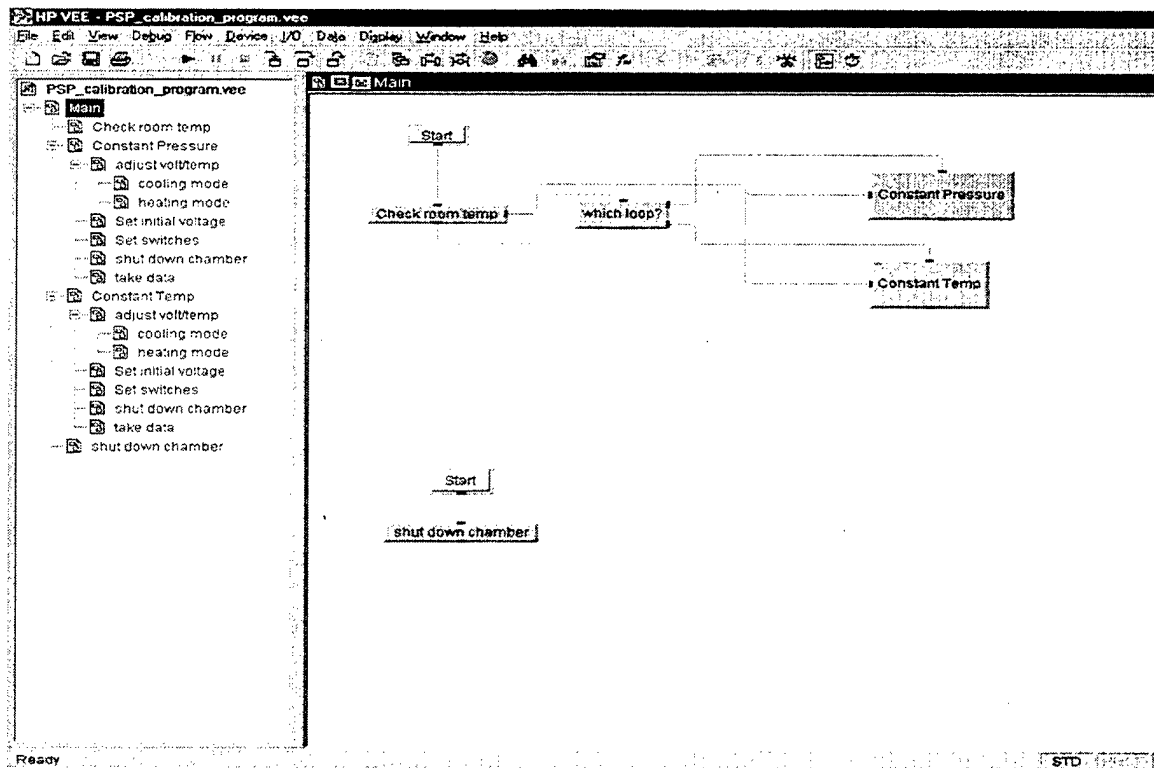 HP VEE - PSP_calibration_program.vee
File Edit View Debug Flow Device I/O Data Display Window Help
PSP_calibration_program.vee
Main
Check room temp
Constant Pressure
adjust volt/temp
cooling mode
heating mode
Set initial voltage
Set switches
shut down chamber
take data
Constant Temp
adjust volt/temp
cooling mode
heating mode
Set initial voltage
Set switches
shut down chamber
take data
shut down chamber
Main
Start
Check room temp
which loop?
Constant Pressure
Constant Temp
Start
shut down chamber
Ready
STD